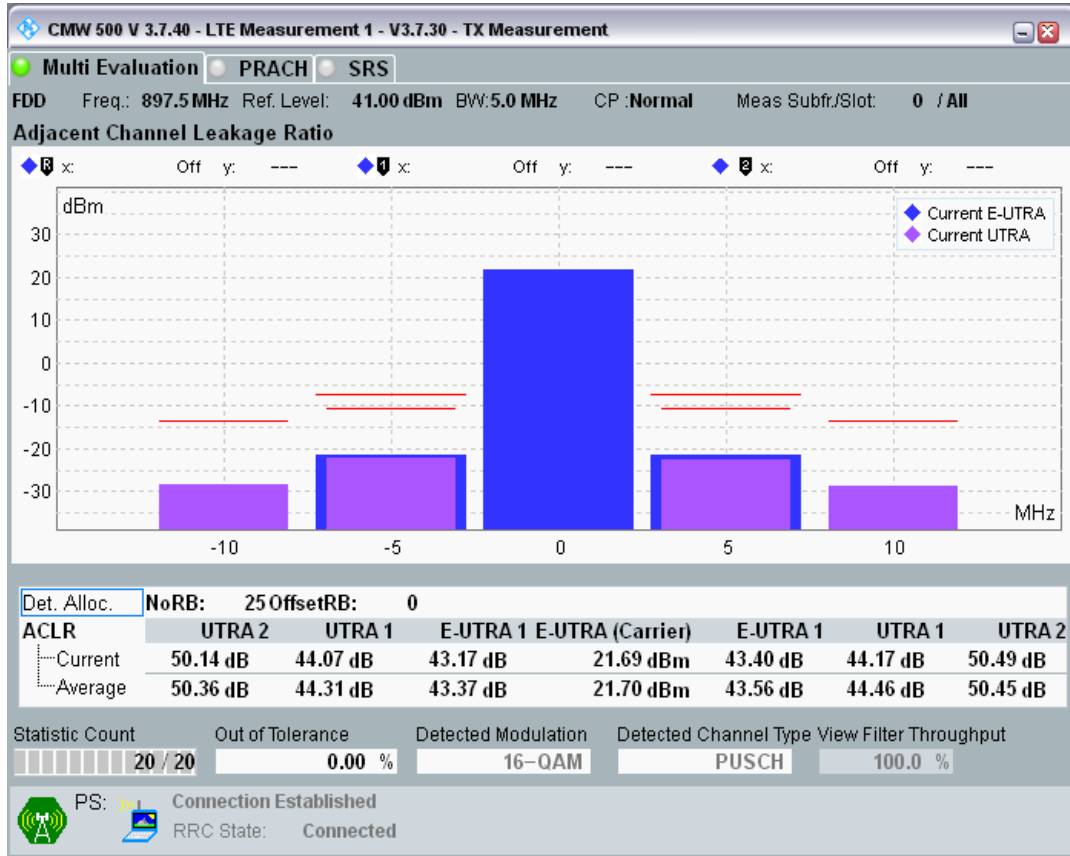 CMW 500 V 3.7.40 - LTE Measurement 1 - V3.7.30 - TX Measurement
Multi Evaluation PRACH SRS
FDD Freq.: 897.5 MHz Ref. Level: 41.00 dBm BW: 5.0 MHz CP : Normal Meas Subfr./Slot: 0 / All
Adjacent Channel Leakage Ratio
R x: Off y: --- 1 x: Off y: --- 2 x: Off y: ---
dBm
Current E-UTRA
Current UTRA
30
20
10
0
-10
-20
-30
MHz
-10 -5 0 5 10
Det. Alloc. NoRB: 25 OffsetRB: 0
ACLR UTRA 2 UTRA 1 E-UTRA 1 E-UTRA (Carrier) E-UTRA 1 UTRA 1 UTRA 2
Current 50.14 dB 44.07 dB 43.17 dB 21.69 dBm 43.40 dB 44.17 dB 50.49 dB
Average 50.36 dB 44.31 dB 43.37 dB 21.70 dBm 43.56 dB 44.46 dB 50.45 dB
Statistic Count Out of Tolerance Detected Modulation Detected Channel Type View Filter Throughput
20 / 20 0.00 % 16-QAM PUSCH 100.0 %
PS: Connection Established
RRC State: Connected